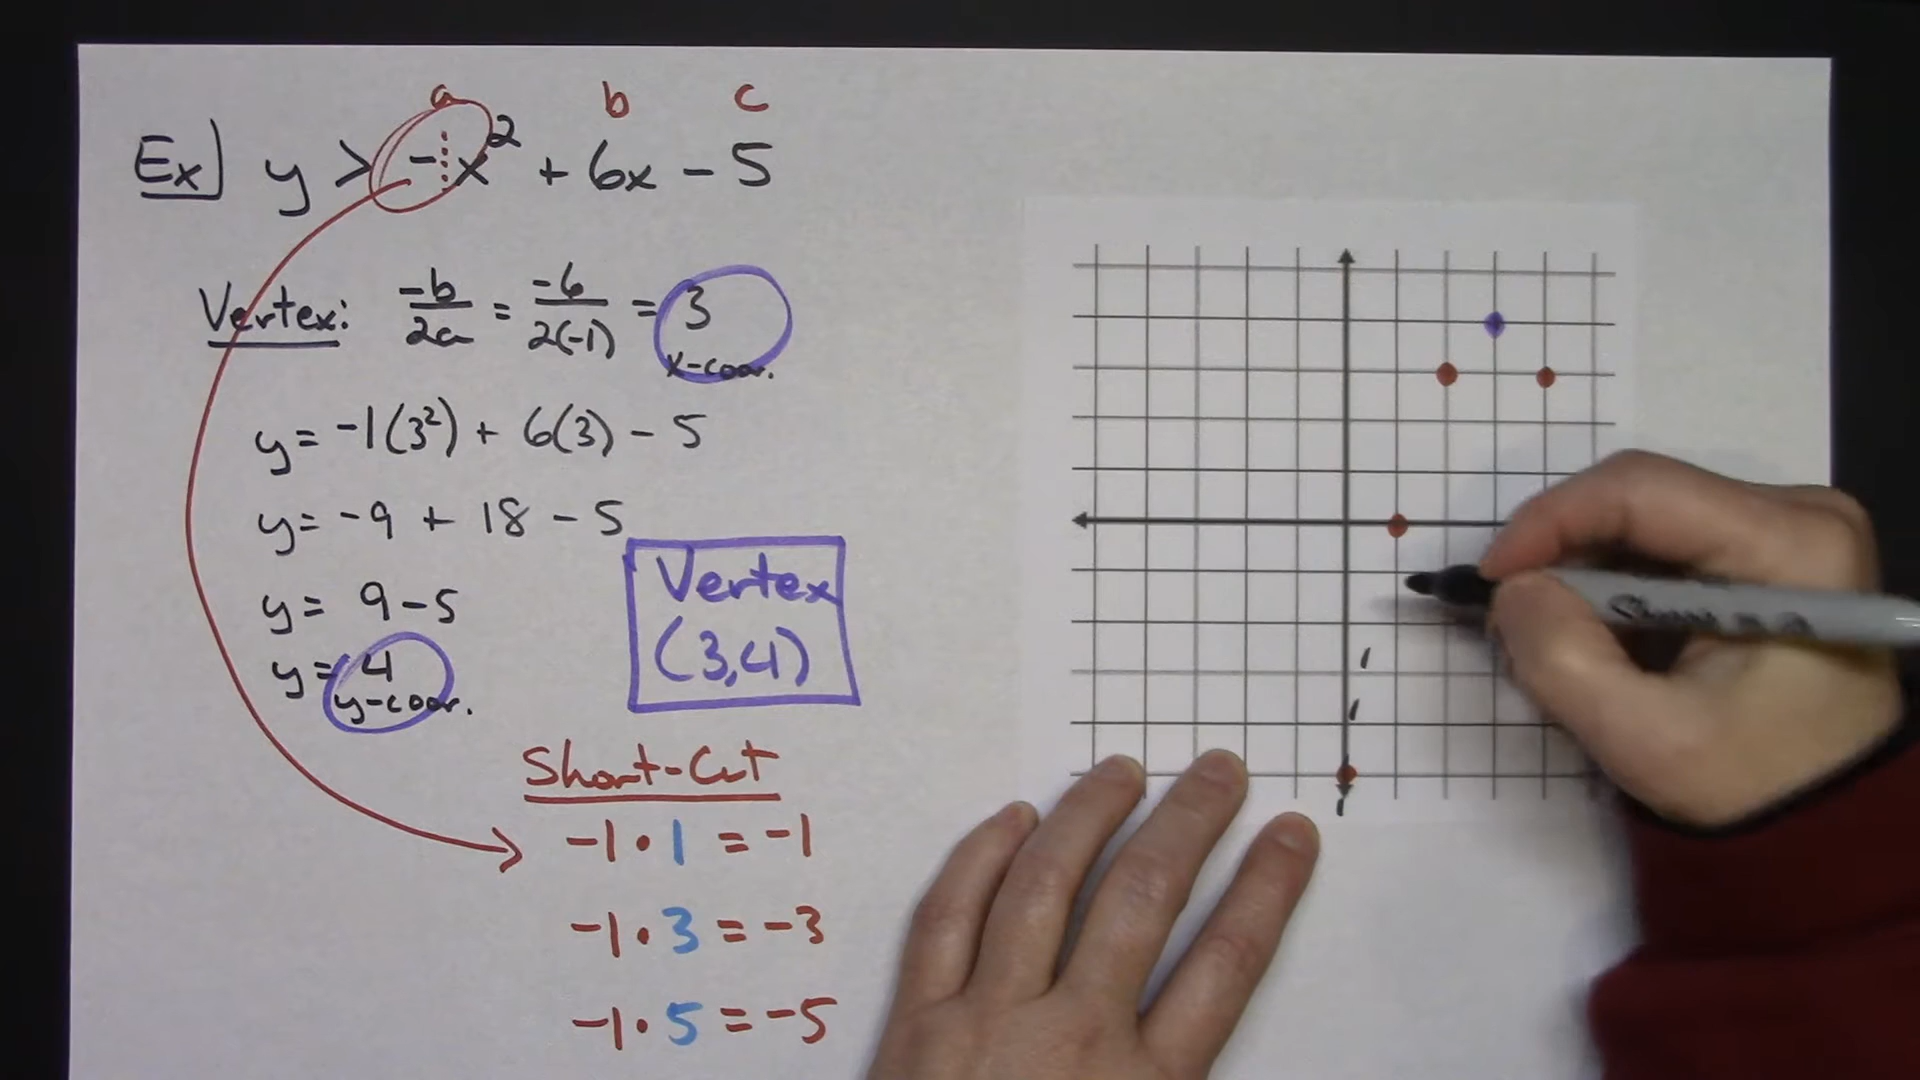 a b c
Ex] y > -x² + 6x - 5
Vertex: -b/2a = -6/2(-1) = 3
x-coor.
y = -1(3²) + 6(3) - 5
y = -9 + 18 - 5
y = 9 - 5
y = 4
y-coor.
Vertex
(3,4)
Short-Cut
-1 · 1 = -1
-1 · 3 = -3
-1 · 5 = -5